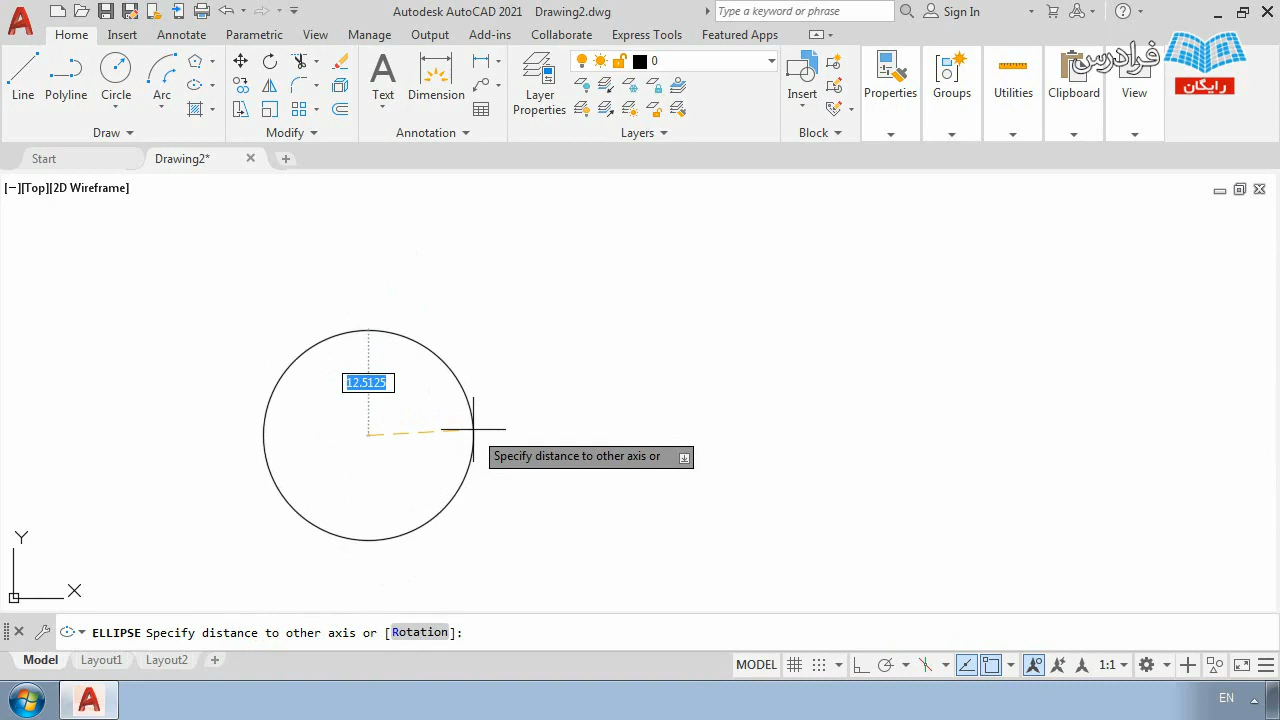 Autodesk AutoCAD 2021 Drawing2.dwg
Type a keyword or phrase
Sign In
Home Insert Annotate Parametric View Manage Output Add-ins Collaborate Express Tools Featured Apps
Line Polyline Circle Arc
Text Dimension
Layer
Properties
0
Insert
Properties Groups Utilities Clipboard View
فرادرس
رایگان
Draw Modify Annotation Layers Block
Start Drawing2*
[−][Top][2D Wireframe]
12.5125
Specify distance to other axis or
Y
X
ELLIPSE Specify distance to other axis or [Rotation]:
Model Layout1 Layout2
MODEL 1:1
EN